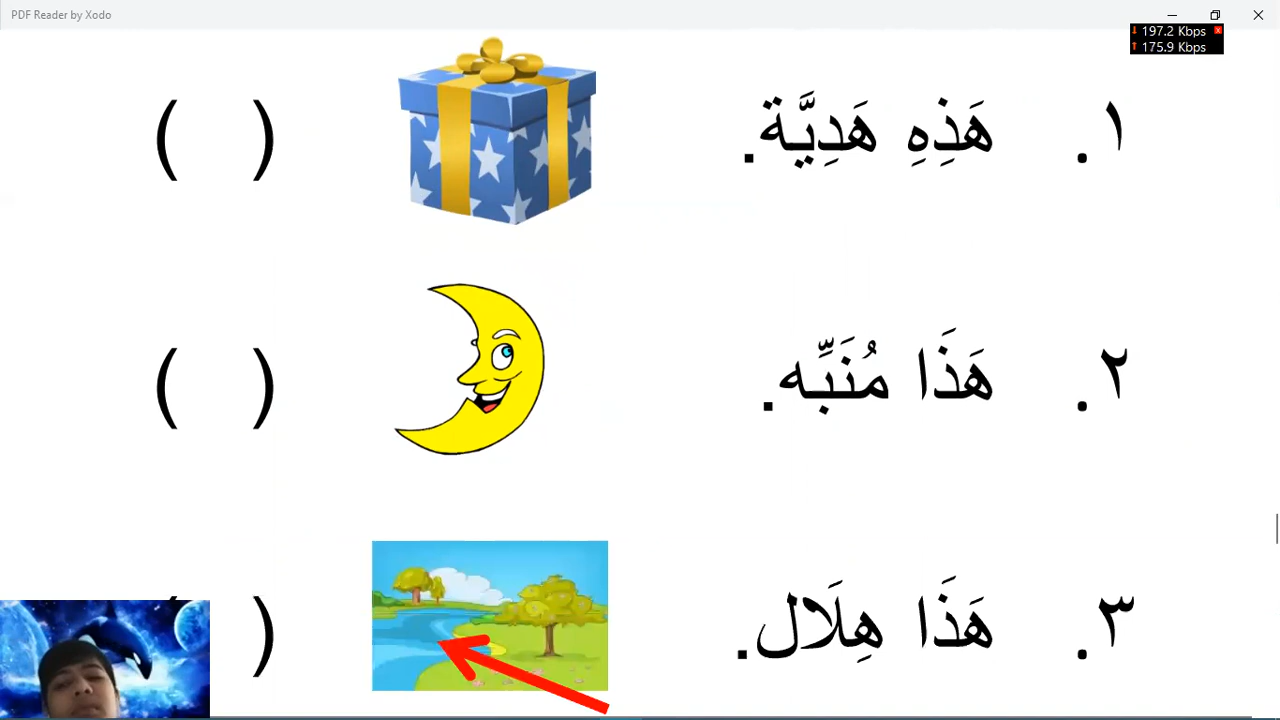 PDF Reader by Xodo
↓ 197.2 Kbps x
↑ 175.9 Kbps
١. هَذِهِ هَدِيَّة. ( )
٢. هَذَا مُنَبِّه. ( )
٣. هَذَا هِلَال. ( )